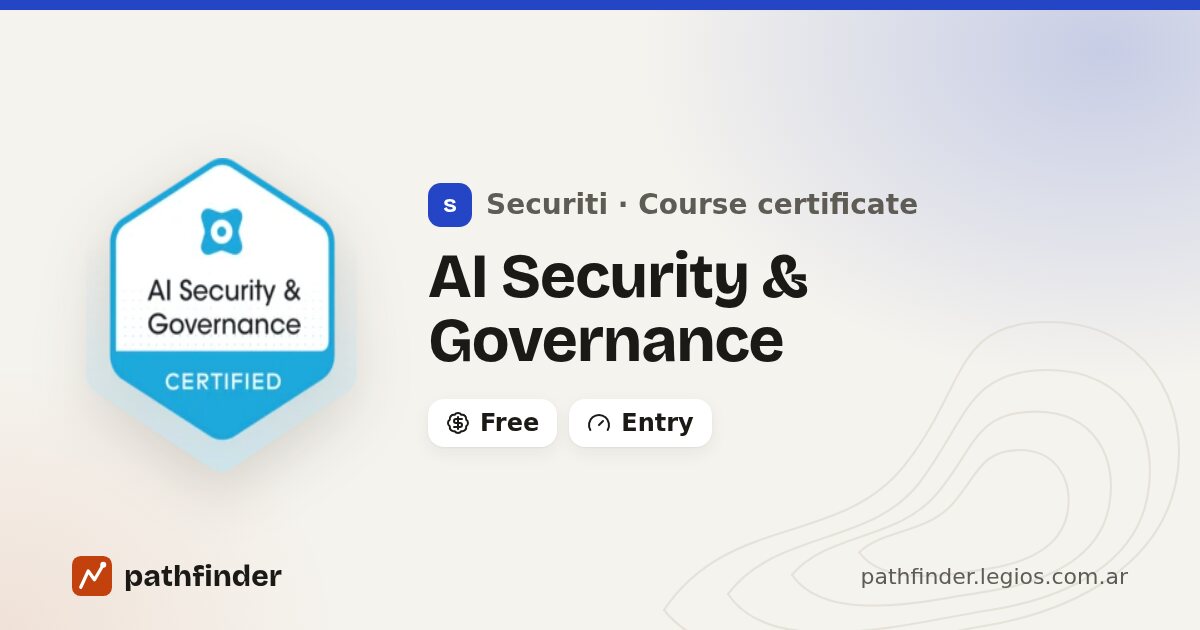 AI Security &
Governance
CERTIFIED
S Securiti · Course certificate
AI Security &
Governance
Free Entry
pathfinder
pathfinder.legios.com.ar